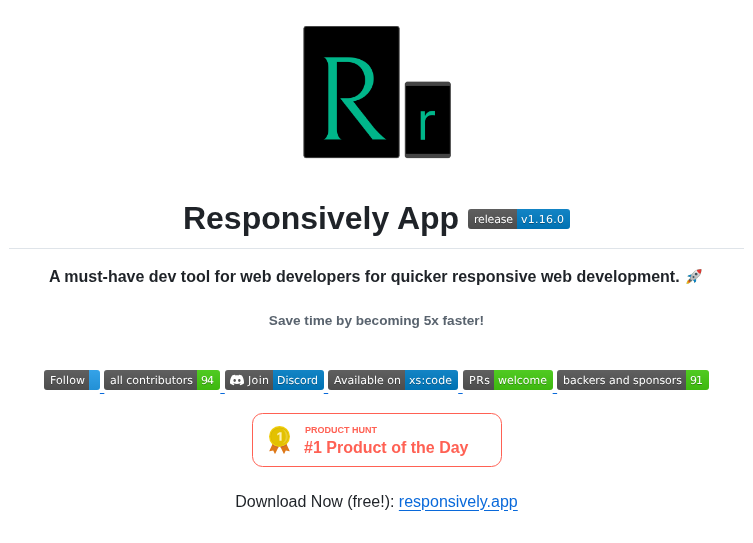 R r
Responsively App release v1.16.0
A must-have dev tool for web developers for quicker responsive web development. 🚀
Save time by becoming 5x faster!
Follow all contributors 94 Join Discord Available on xs:code PRs welcome backers and sponsors 91
1 PRODUCT HUNT
#1 Product of the Day
Download Now (free!): responsively.app